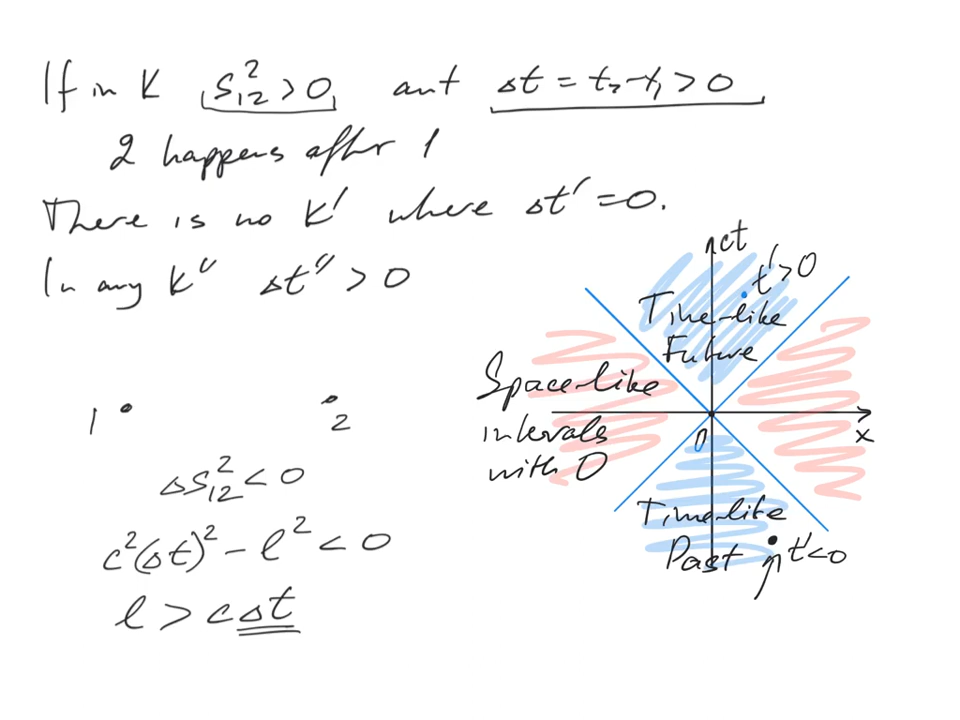 If in K S₁₂² > 0, ant Δt = t₂ - t₁ > 0
2 happens after 1
There is no K' where Δt' = 0.
In any K'' Δt'' > 0
ct
t' > 0
Time-like
Future
Space-like
intervals
with O
0
x
Time-like
Past
t' < 0
1
2
ΔS₁₂² < 0
c²(Δt)² - l² < 0
l > cΔt